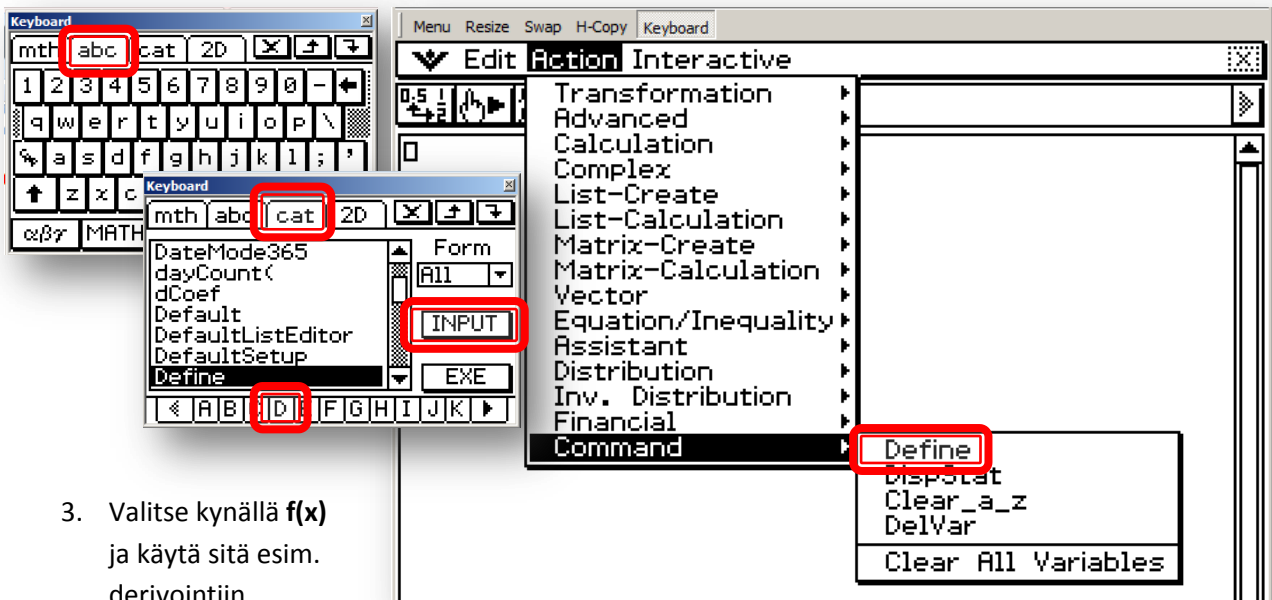 Keyboard
mth abc cat 2D
1 2 3 4 5 6 7 8 9 0 -
q w e r t y u i o p \
a s d f g h j k l ; '
z x c
αβγ MATH
Keyboard
mth abc cat 2D
DateMode365
dayCount(
dCoef
Default
DefaultListEditor
DefaultSetup
Define
Form
All
INPUT
EXE
A B C D E F G H I J K
3. Valitse kynällä f(x)
ja käytä sitä esim.
derivointiin
Menu Resize Swap H-Copy Keyboard
Edit Action Interactive
Transformation
Advanced
Calculation
Complex
List-Create
List-Calculation
Matrix-Create
Matrix-Calculation
Vector
Equation/Inequality
Assistant
Distribution
Inv. Distribution
Financial
Command
Define
DispStat
Clear_a_z
DelVar
Clear All Variables